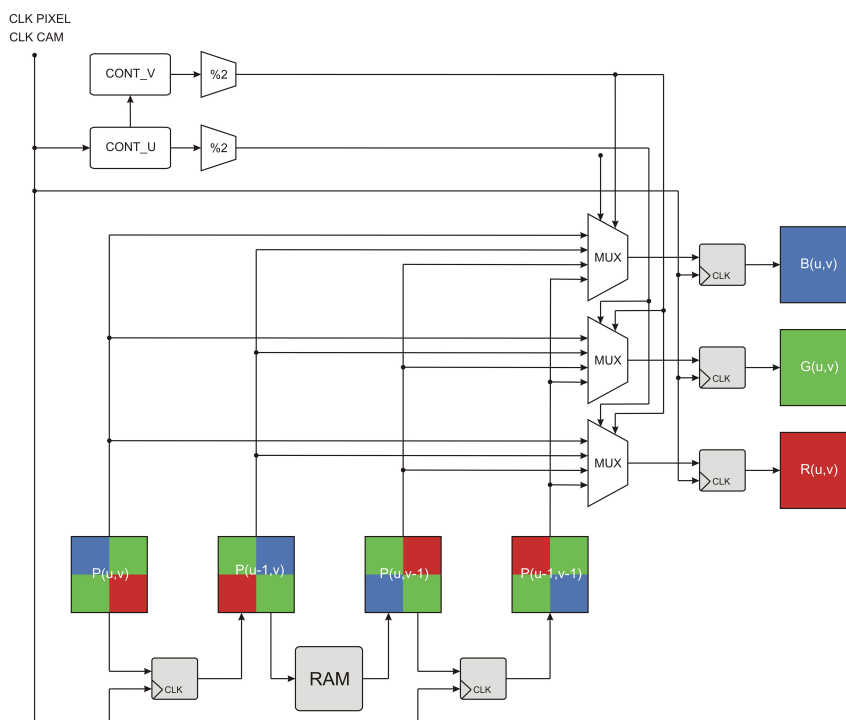 CLK PIXEL
CLK CAM
CONT_V
%2
CONT_U
%2
MUX
CLK
B(u,v)
MUX
CLK
G(u,v)
MUX
CLK
R(u,v)
P(u,v)
P(u-1,v)
P(u,v-1)
P(u-1,v-1)
CLK
RAM
CLK